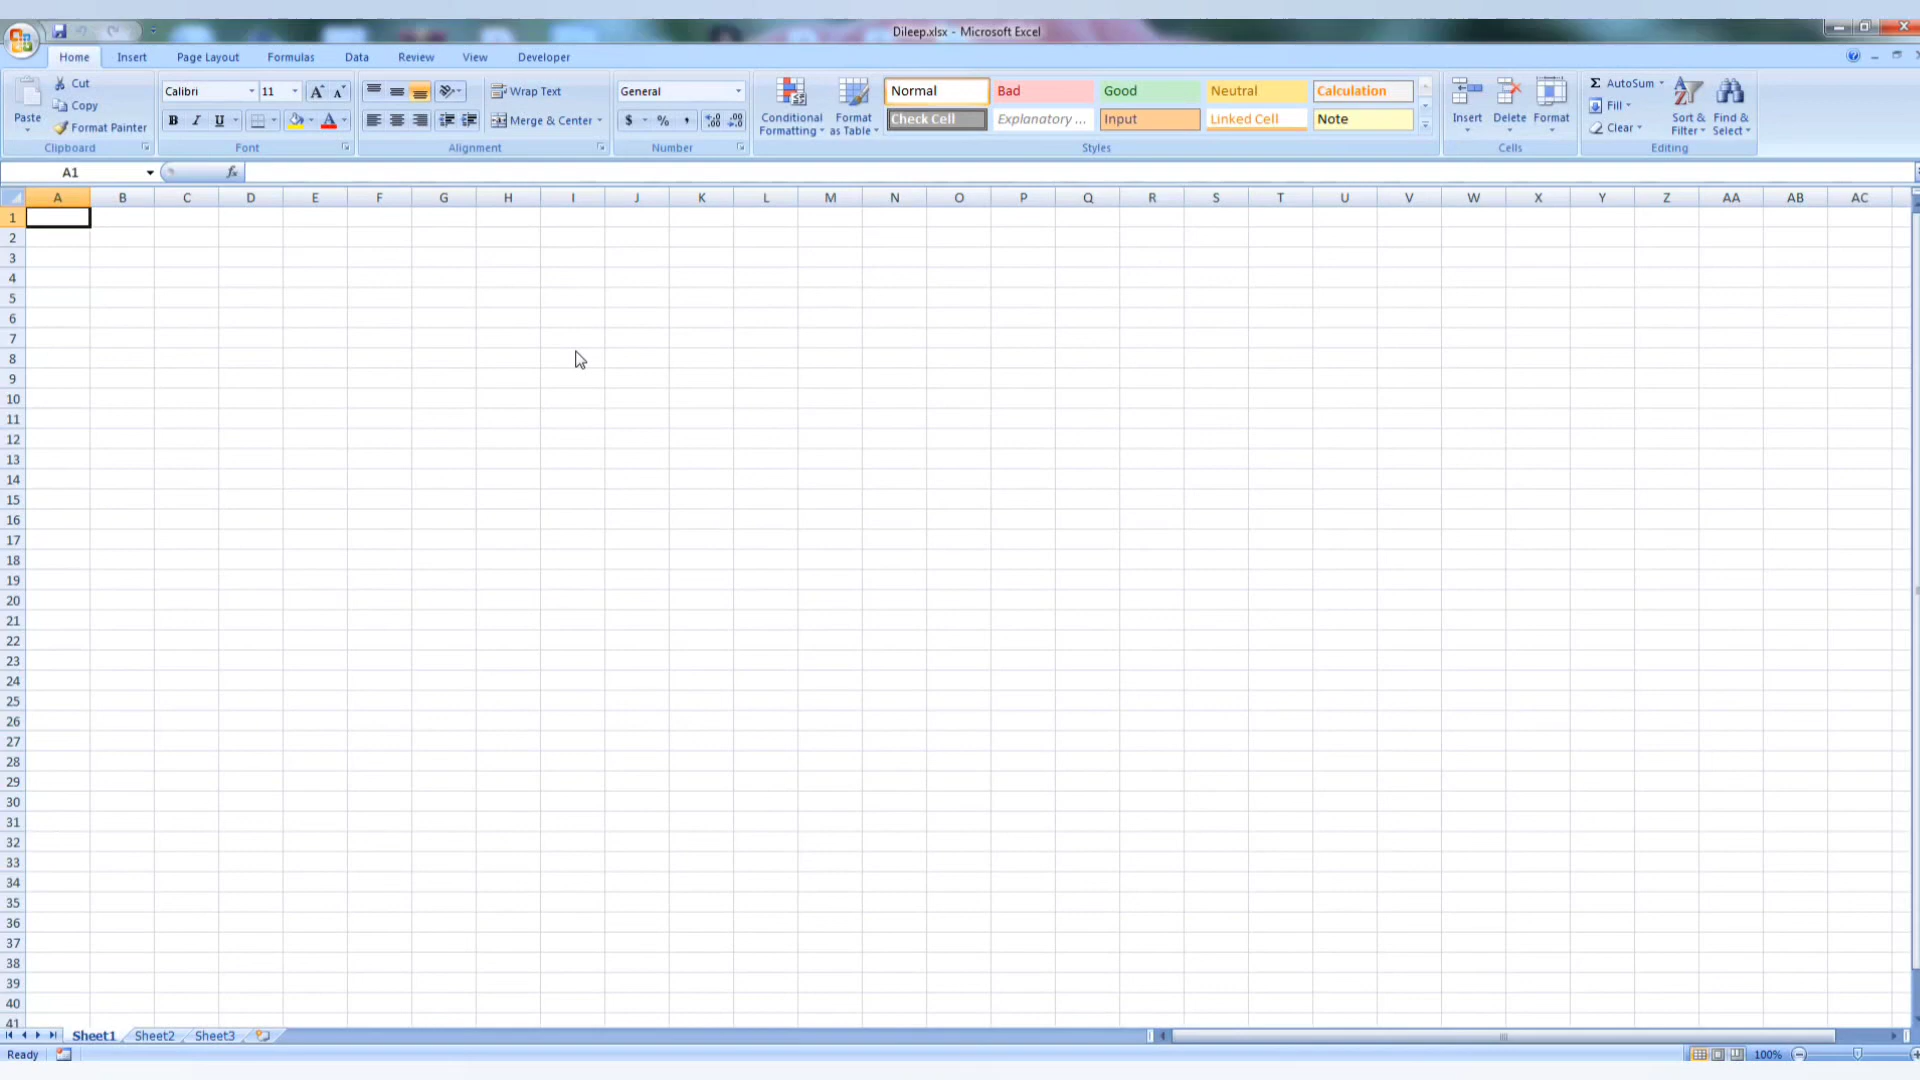 Dileep.xlsx - Microsoft Excel
Home Insert Page Layout Formulas Data Review View Developer
Paste Cut Copy Format Painter
Clipboard
Calibri 11
B I U A
Font
Wrap Text
Merge & Center
Alignment
General
$ % ,
Number
Conditional Formatting
Format as Table
Normal Bad Good Neutral Calculation
Check Cell Explanatory ... Input Linked Cell Note
Styles
Insert Delete Format
Cells
Σ AutoSum
Fill
Clear
Sort & Filter
Find & Select
Editing
A1 fx
A B C D E F G H I J K L M N O P Q R S T U V W X Y Z AA AB AC
1
2
3
4
5
6
7
8
9
10
11
12
13
14
15
16
17
18
19
20
21
22
23
24
25
26
27
28
29
30
31
32
33
34
35
36
37
38
39
40
41
Sheet1 Sheet2 Sheet3
Ready 100%